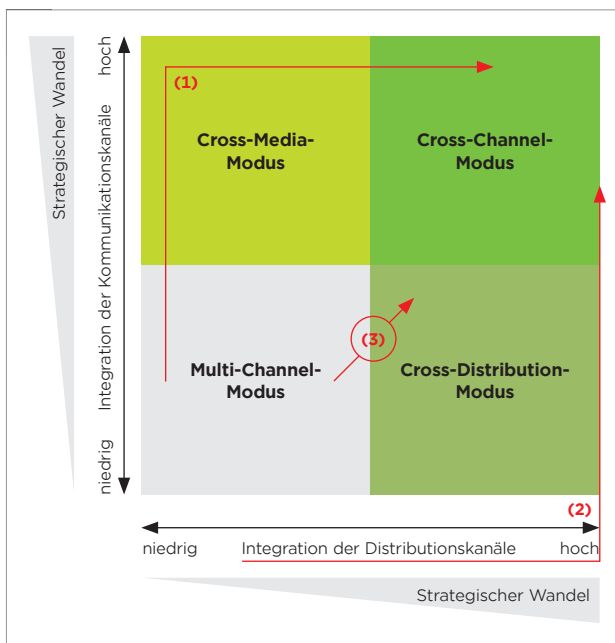 Strategischer Wandel
Integration der Kommunikationskanäle
hoch
niedrig
(1)
Cross-Media-
Modus
Cross-Channel-
Modus
(3)
Multi-Channel-
Modus
Cross-Distribution-
Modus
(2)
niedrig
Integration der Distributionskanäle
hoch
Strategischer Wandel